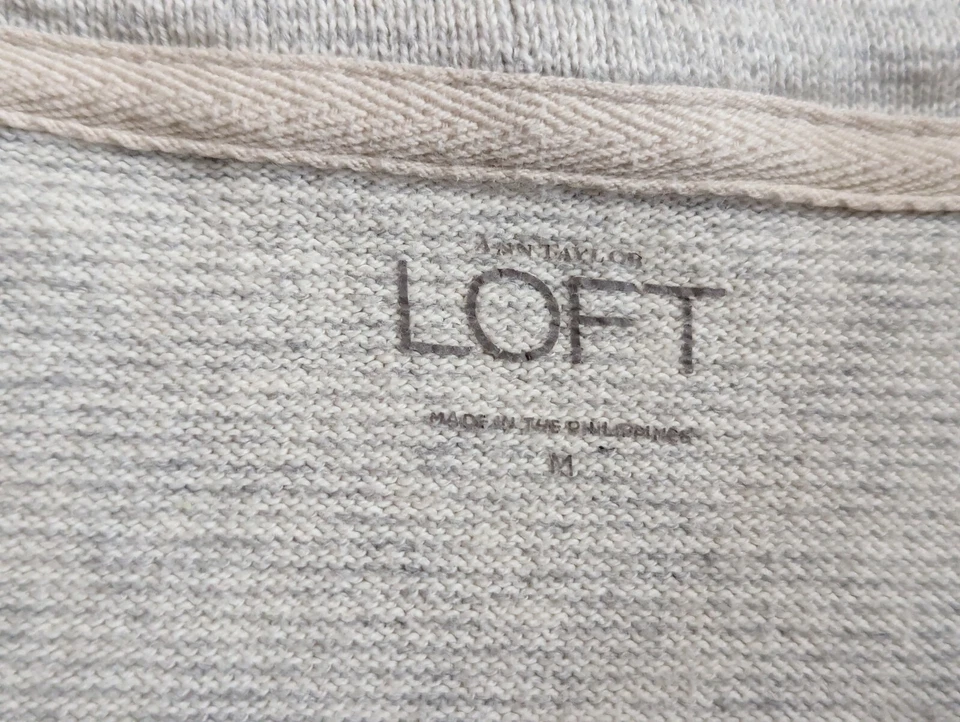 ANN TAYLOR
LOFT
MADE IN THE PHILIPPINES
M